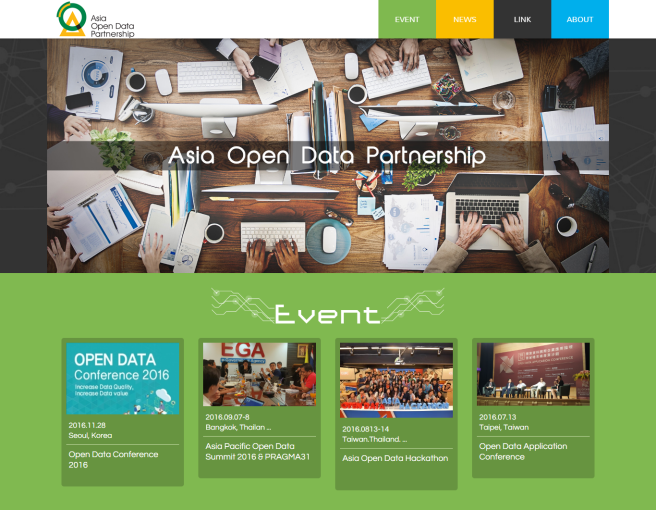 Asia
Open Data
Partnership
EVENT
NEWS
LINK
ABOUT
Asia Open Data Partnership
Event
OPEN DATA
Conference 2016
Increase Data Quality,
Increase Data value
2016.11.28
Seoul, Korea
Open Data Conference
2016
EGA
2016.09.07-8
Bangkok, Thailan ...
Asia Pacific Open Data
Summit 2016 & PRAGMA31
ASIA
2016.0813-14
Taiwan.Thailand. ...
Asia Open Data Hackathon
2016.07.13
Taipei, Taiwan
Open Data Application
Conference